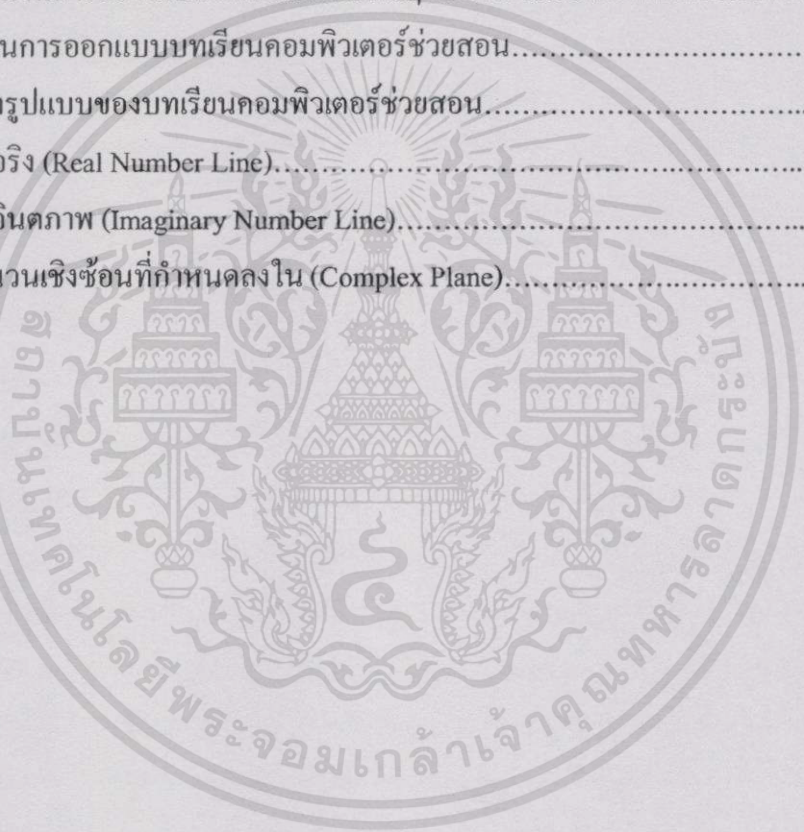 นการออกแบบบทเรียนคอมพิวเตอร์ช่วยสอน
รูปแบบของบทเรียนคอมพิวเตอร์ช่วยสอน
จริง (Real Number Line)
จินตภาพ (Imaginary Number Line)
วนเชิงซ้อนที่กำหนดลงใน (Complex Plane)
สถาบันเทคโนโลยีพระจอมเกล้าเจ้าคุณทหารลาดกระบัง